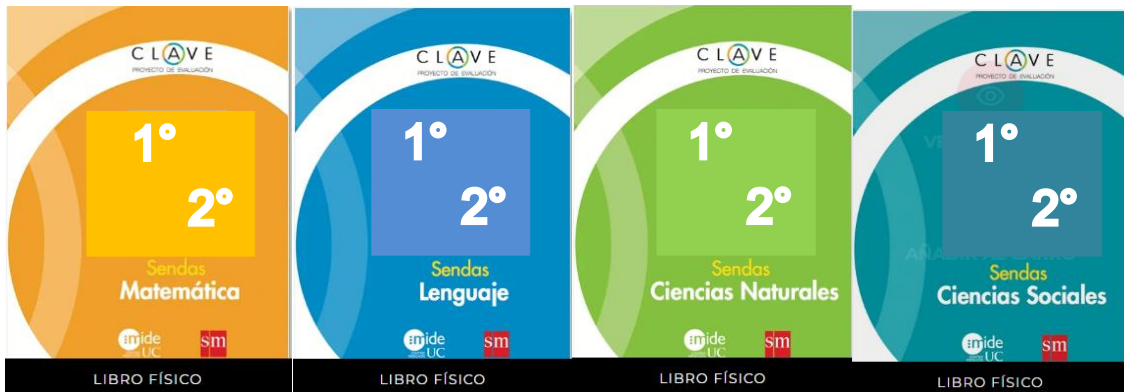 CLAVE
PROYECTO DE EVALUACIÓN
1°
2°
Sendas
Matemática
mide
UC
sm
LIBRO FÍSICO
CLAVE
PROYECTO DE EVALUACIÓN
1°
2°
Sendas
Lenguaje
mide
UC
sm
LIBRO FÍSICO
CLAVE
PROYECTO DE EVALUACIÓN
1°
2°
Sendas
Ciencias Naturales
mide
UC
sm
LIBRO FÍSICO
CLAVE
PROYECTO DE EVALUACIÓN
1°
2°
Sendas
Ciencias Sociales
mide
UC
sm
LIBRO FÍSICO